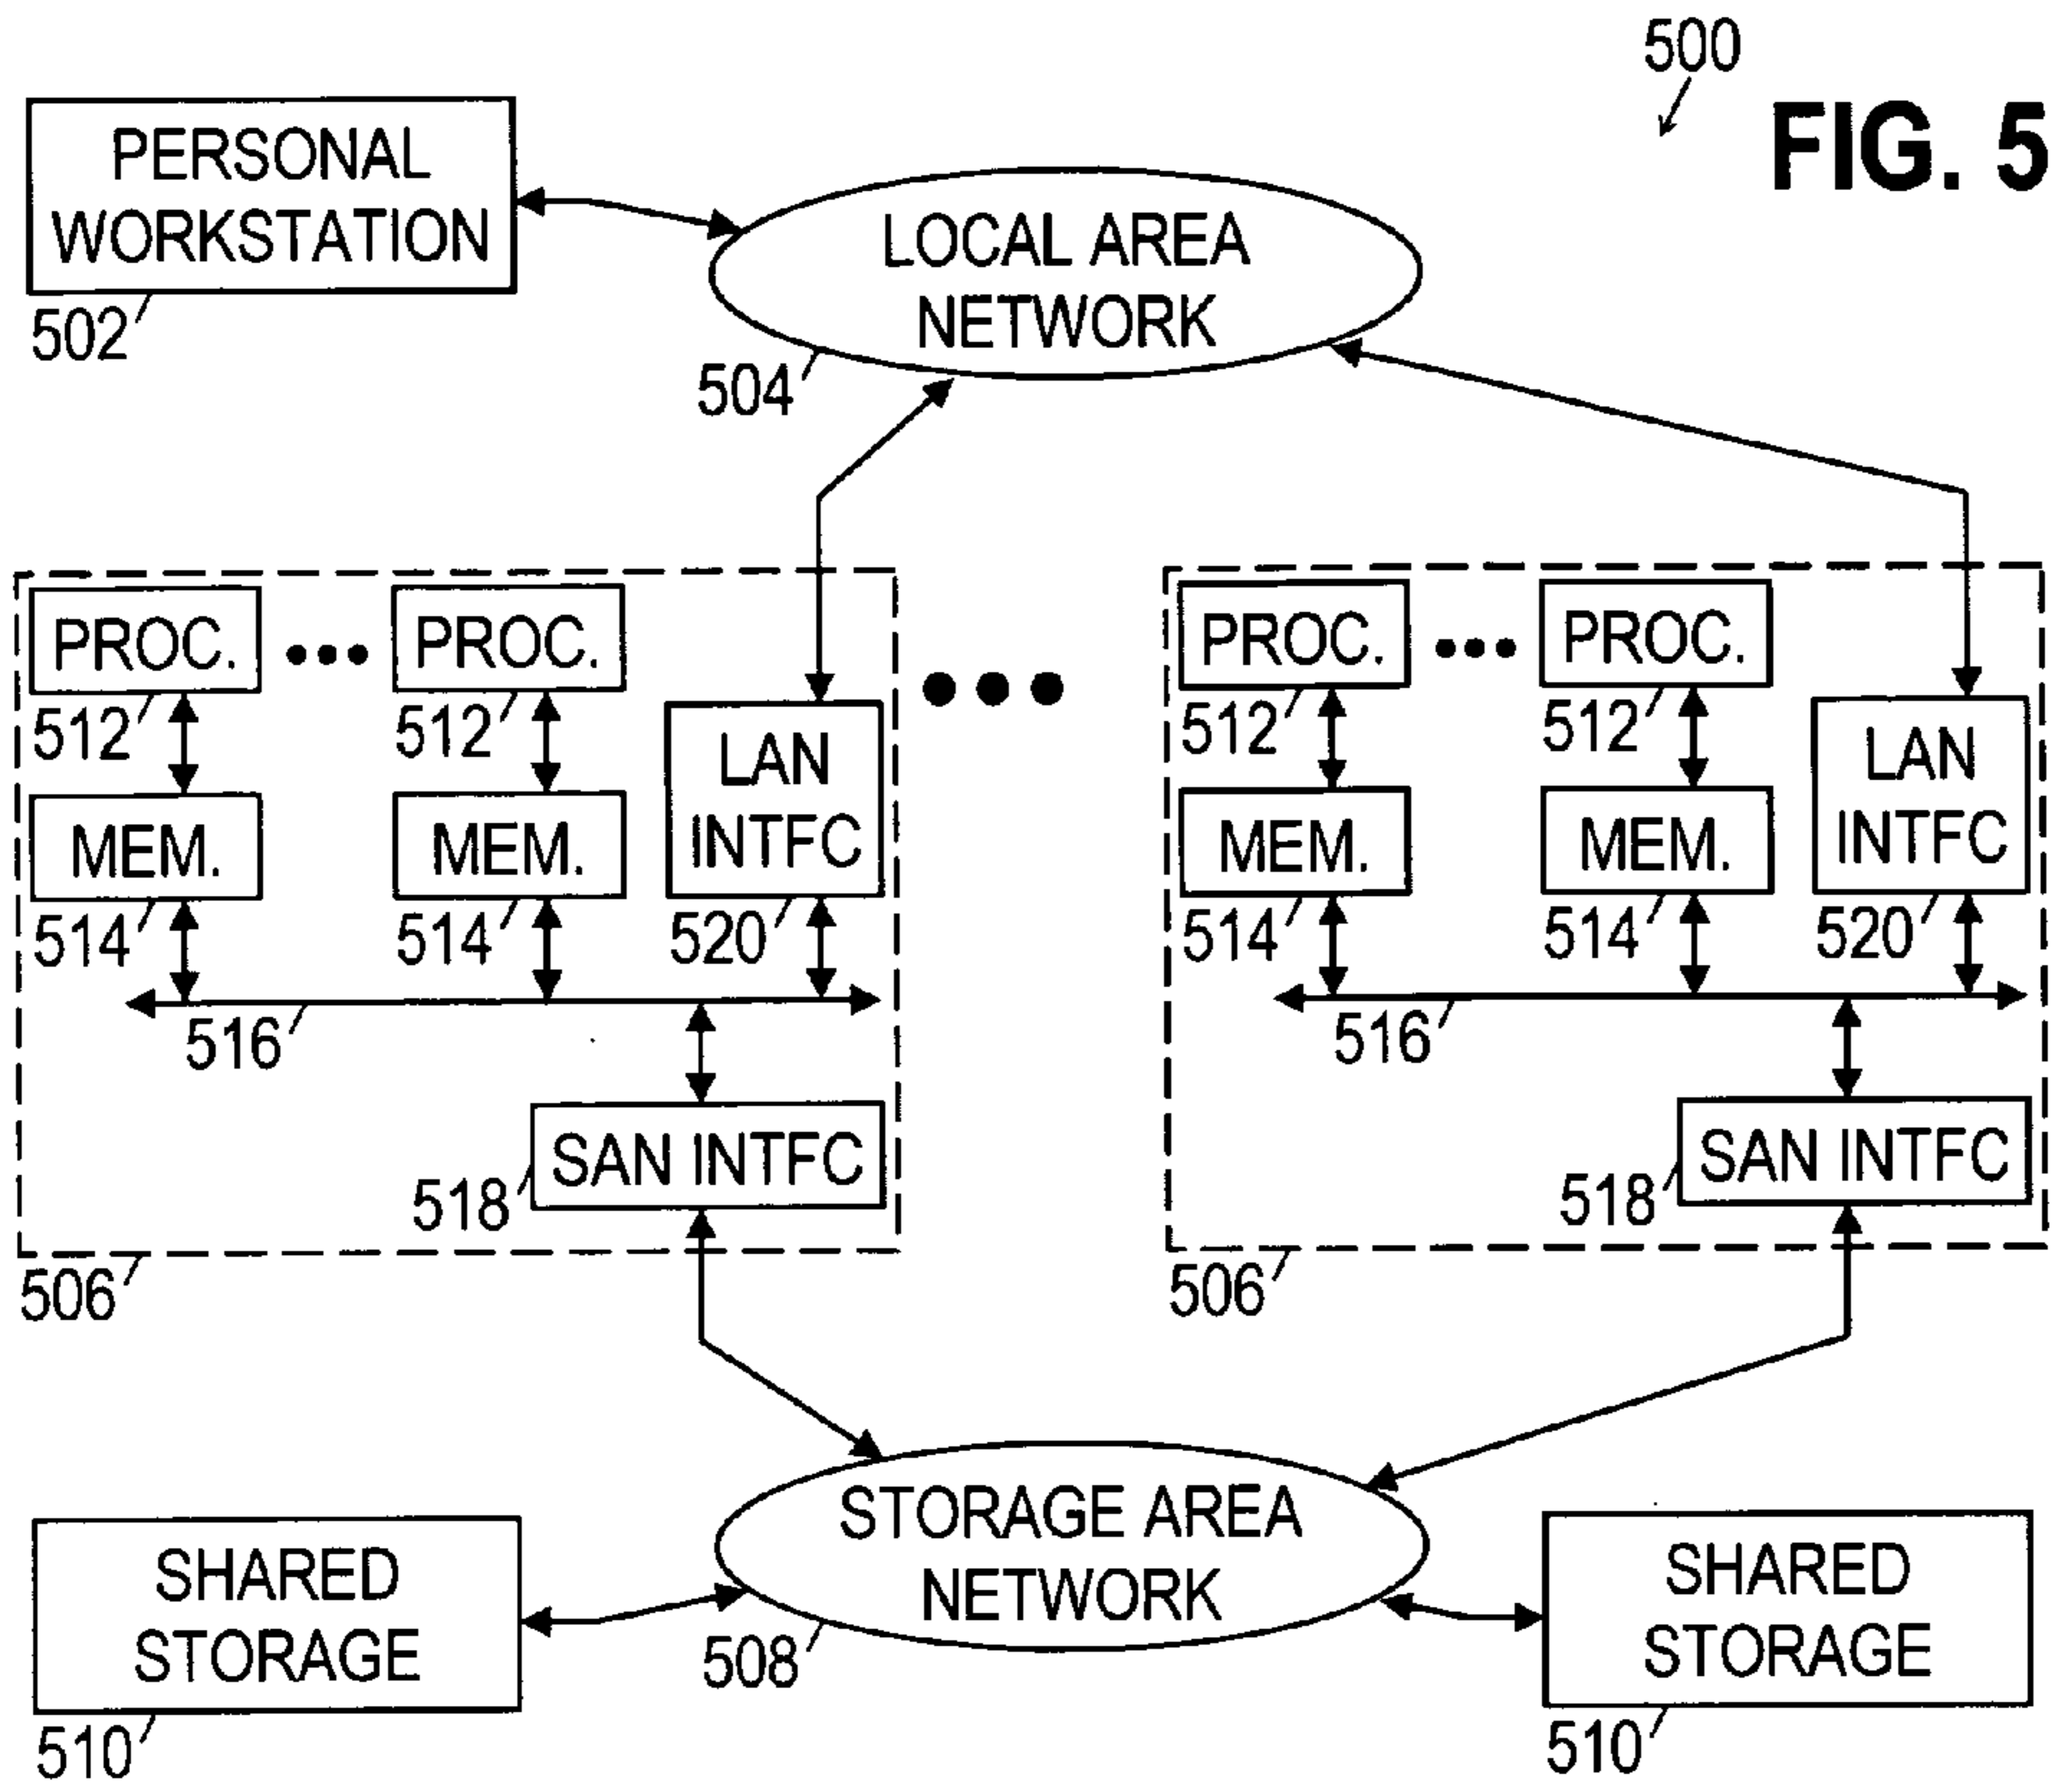 500
FIG. 5
PERSONAL
WORKSTATION
502
LOCAL AREA
NETWORK
504
PROC.
PROC.
512
512
LAN
INTFC
MEM.
MEM.
514
514
520
516
SAN INTFC
518
506
PROC.
PROC.
512
512
LAN
INTFC
MEM.
MEM.
514
514
520
516
SAN INTFC
518
506
STORAGE AREA
NETWORK
508
SHARED
STORAGE
510
SHARED
STORAGE
510